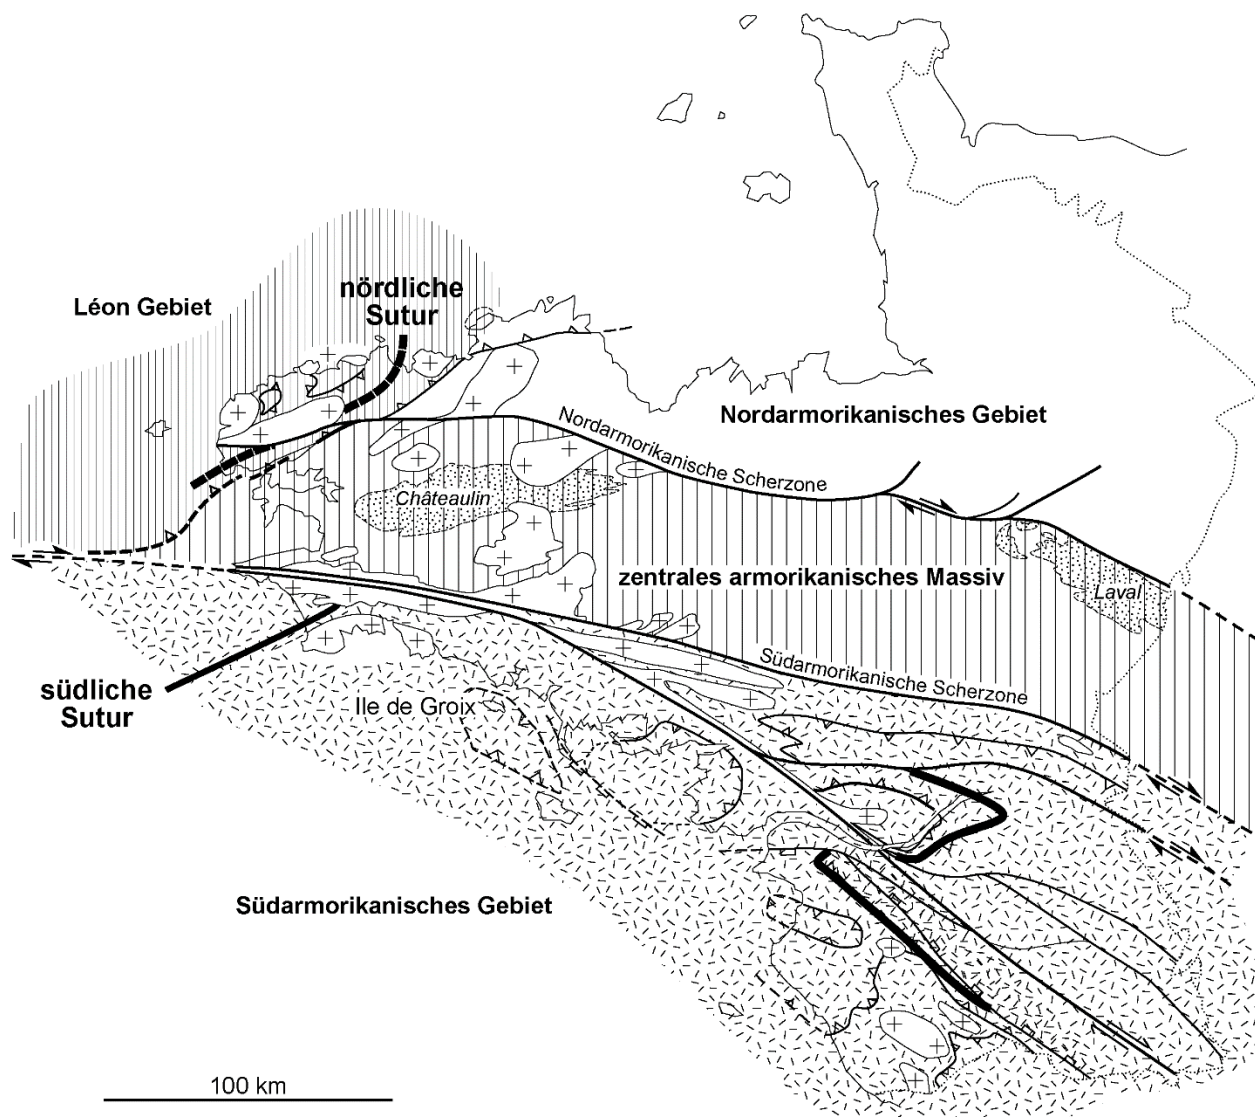 Léon Gebiet
nördliche
Sutur
Nordarmorikanisches Gebiet
Nordarmorikanische Scherzone
Châteaulin
zentrales armorikanisches Massiv
Laval
Südarmorikanische Scherzone
südliche
Sutur
Ile de Groix
Südarmorikanisches Gebiet
100 km